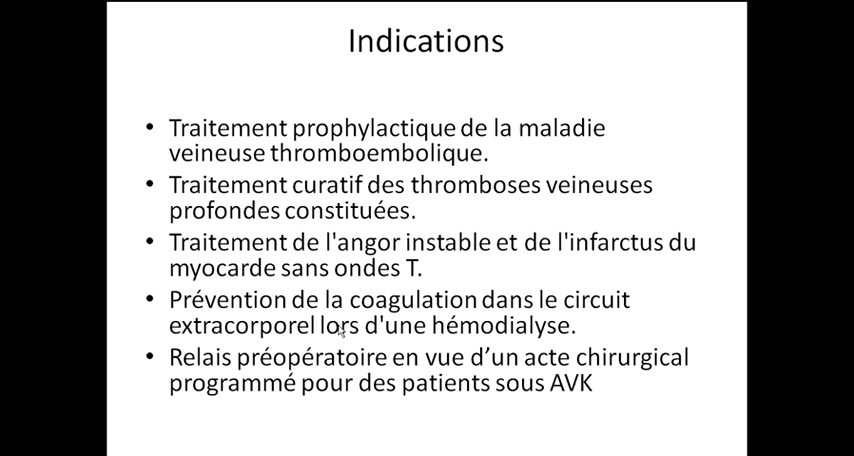 Indications
• Traitement prophylactique de la maladie
veineuse thromboembolique.
• Traitement curatif des thromboses veineuses
profondes constituées.
• Traitement de l'angor instable et de l'infarctus du
myocarde sans ondes T.
• Prévention de la coagulation dans le circuit
extracorporel lors d'une hémodialyse.
• Relais préopératoire en vue d’un acte chirurgical
programmé pour des patients sous AVK